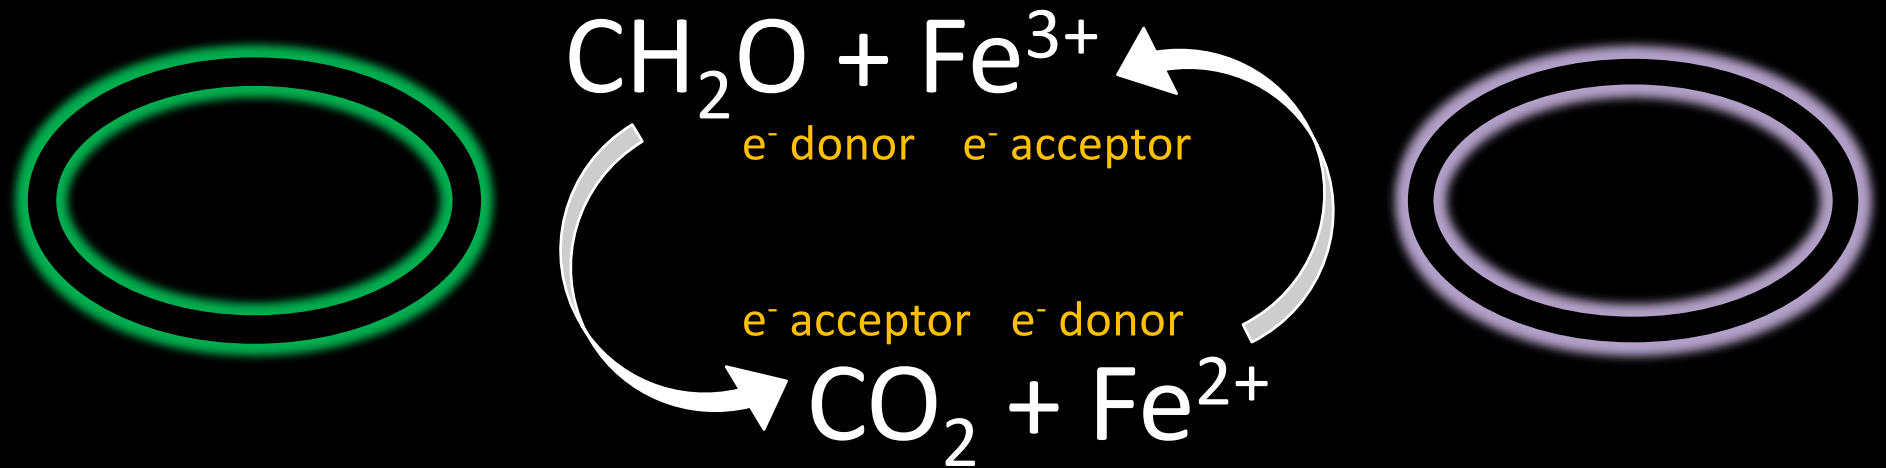 CH₂O + Fe³⁺
e⁻ donor e⁻ acceptor
e⁻ acceptor e⁻ donor
CO₂ + Fe²⁺